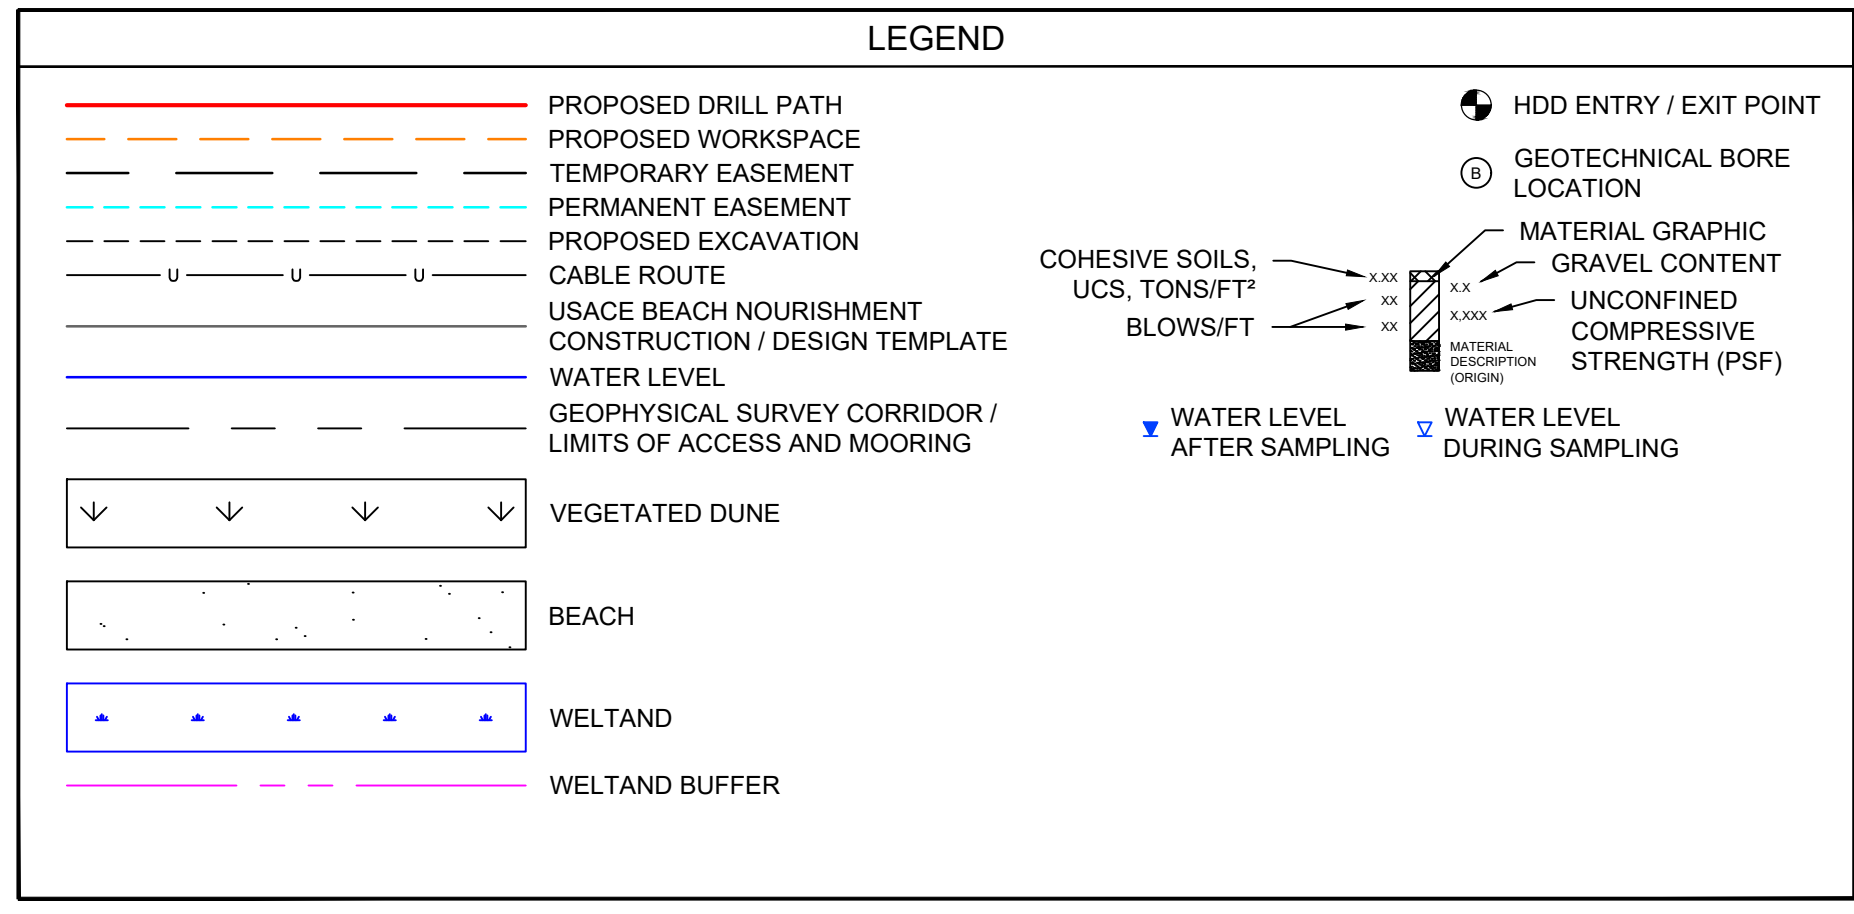 LEGEND
PROPOSED DRILL PATH
PROPOSED WORKSPACE
TEMPORARY EASEMENT
PERMANENT EASEMENT
PROPOSED EXCAVATION
U U U
CABLE ROUTE
USACE BEACH NOURISHMENT
CONSTRUCTION / DESIGN TEMPLATE
WATER LEVEL
GEOPHYSICAL SURVEY CORRIDOR /
LIMITS OF ACCESS AND MOORING
VEGETATED DUNE
BEACH
WELTAND
WELTAND BUFFER
HDD ENTRY / EXIT POINT
B
GEOTECHNICAL BORE
LOCATION
COHESIVE SOILS,
UCS, TONS/FT²
BLOWS/FT
X.XX
XX
XX
MATERIAL GRAPHIC
GRAVEL CONTENT
X.X
X,XXX
UNCONFINED
COMPRESSIVE
STRENGTH (PSF)
MATERIAL
DESCRIPTION
(ORIGIN)
WATER LEVEL
AFTER SAMPLING
WATER LEVEL
DURING SAMPLING